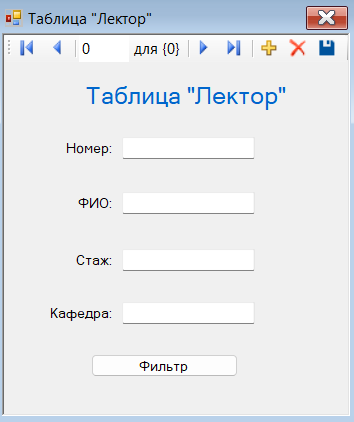 Таблица "Лектор"
0 для {0}
Таблица "Лектор"
Номер:
ФИО:
Стаж:
Кафедра:
Фильтр